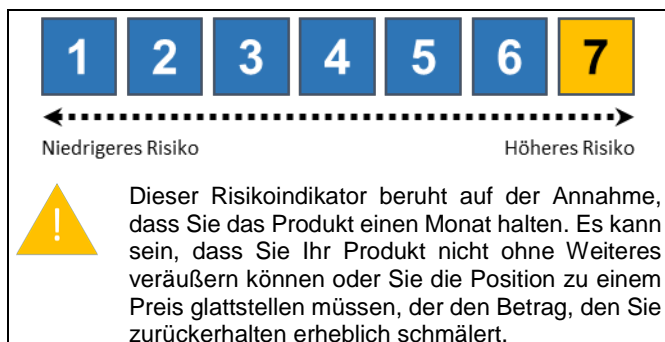 1 2 3 4 5 6 7
Niedrigeres Risiko Höheres Risiko
!
Dieser Risikoindikator beruht auf der Annahme,
dass Sie das Produkt einen Monat halten. Es kann
sein, dass Sie Ihr Produkt nicht ohne Weiteres
veräußern können oder Sie die Position zu einem
Preis glattstellen müssen, der den Betrag, den Sie
zurückerhalten erheblich schmälert.